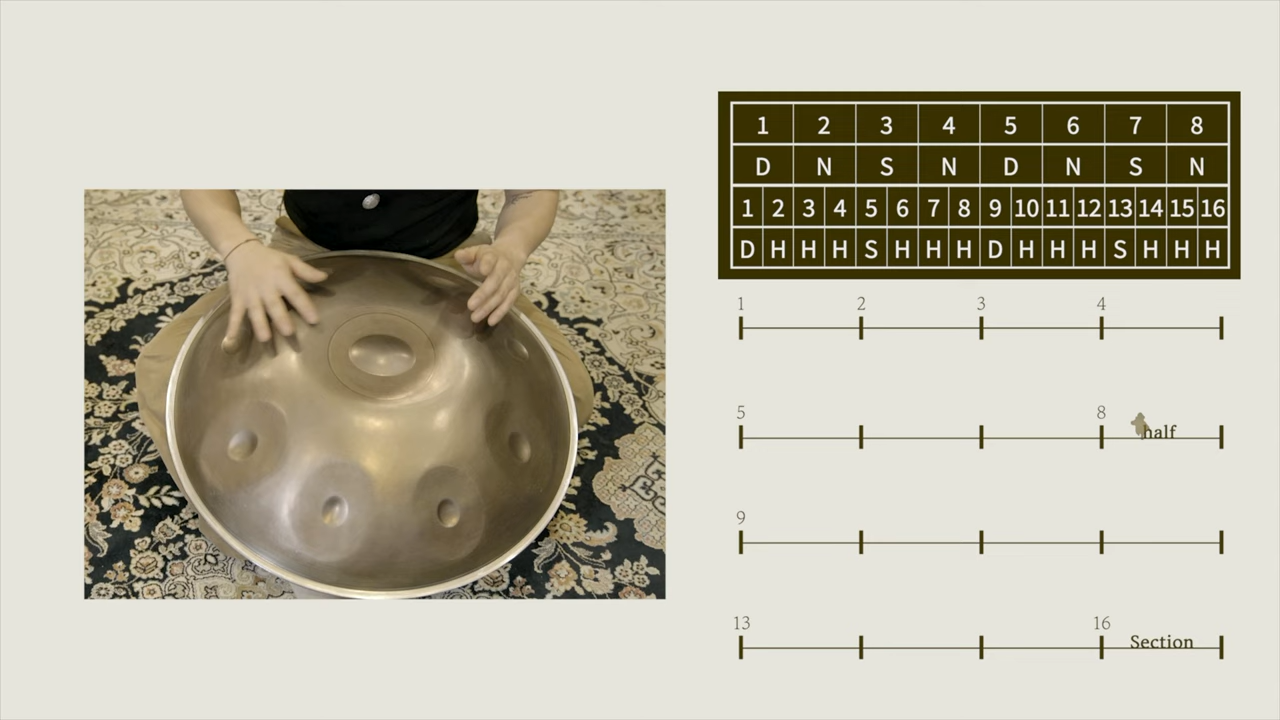 1 2 3 4 5 6 7 8
D N S N D N S N
1 2 3 4 5 6 7 8 9 10 11 12 13 14 15 16
D H H H S H H H D H H H S H H H
1 2 3 4
5 8 half
9
13 16 Section